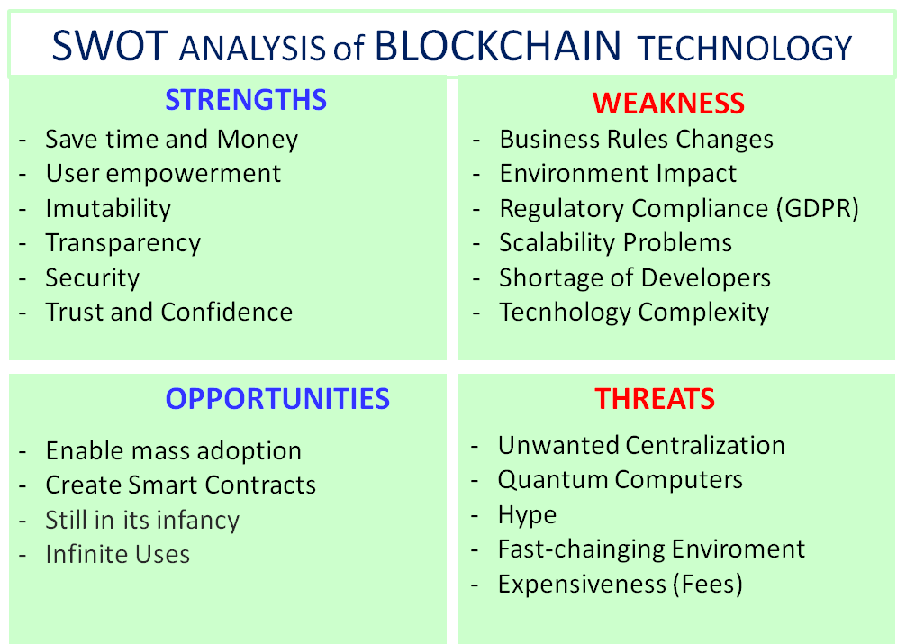 SWOT ANALYSIS of BLOCKCHAIN TECHNOLOGY
STRENGTHS
- Save time and Money
- User empowerment
- Imutability
- Transparency
- Security
- Trust and Confidence
WEAKNESS
- Business Rules Changes
- Environment Impact
- Regulatory Compliance (GDPR)
- Scalability Problems
- Shortage of Developers
- Tecnhology Complexity
OPPORTUNITIES
- Enable mass adoption
- Create Smart Contracts
- Still in its infancy
- Infinite Uses
THREATS
- Unwanted Centralization
- Quantum Computers
- Hype
- Fast-chainging Enviroment
- Expensiveness (Fees)